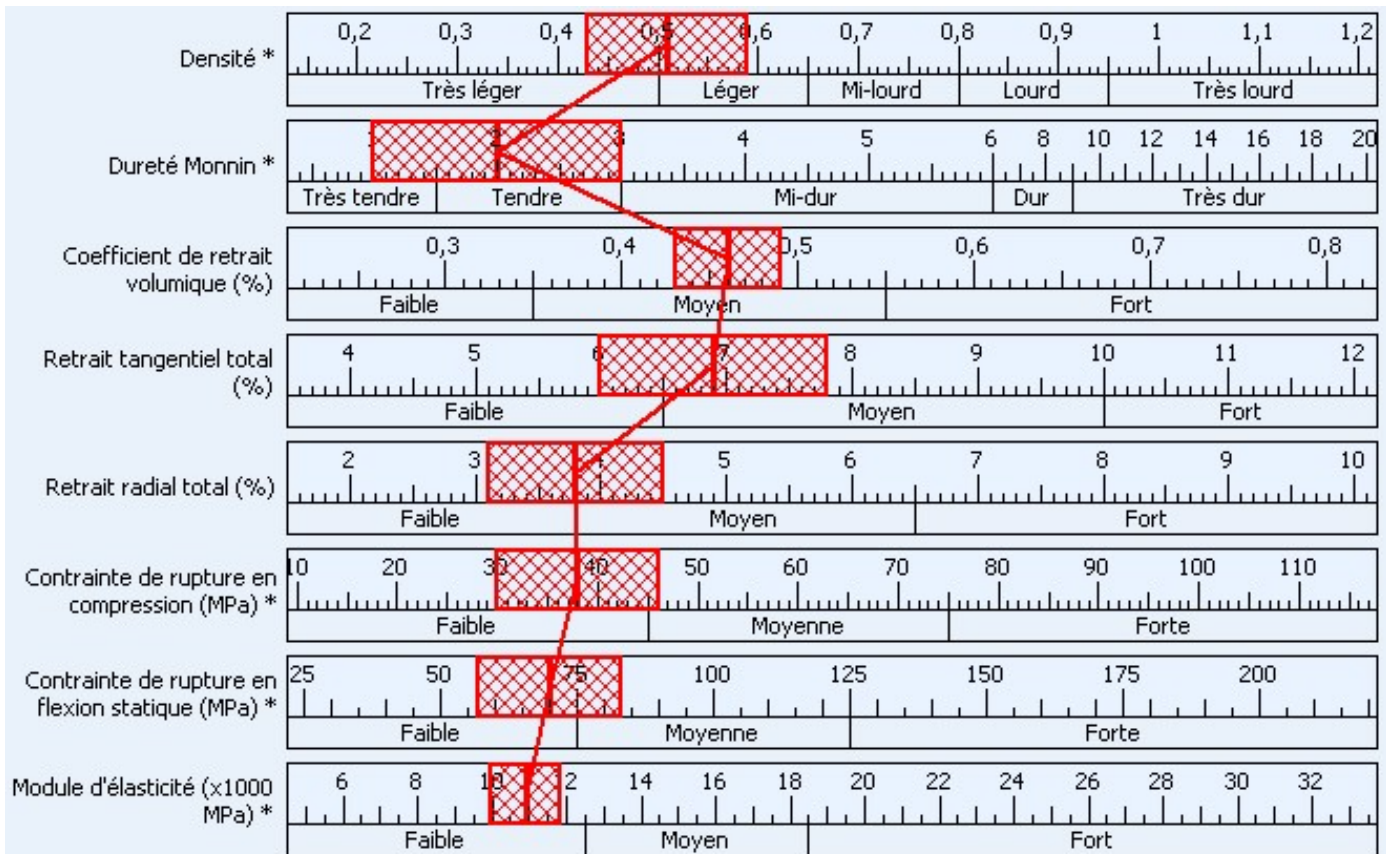 0,2 0,3 0,4 0,5 0,6 0,7 0,8 0,9 1 1,1 1,2
Densité *
Très léger Léger Mi-lourd Lourd Très lourd
1 2 3 4 5 6 8 10 12 14 16 18 20
Dureté Monnin *
Très tendre Tendre Mi-dur Dur Très dur
0,3 0,4 0,5 0,6 0,7 0,8
Coefficient de retrait
volumique (%)
Faible Moyen Fort
4 5 6 7 8 9 10 11 12
Retrait tangentiel total
(%)
Faible Moyen Fort
2 3 4 5 6 7 8 9 10
Retrait radial total (%)
Faible Moyen Fort
10 20 30 40 50 60 70 80 90 100 110
Contrainte de rupture en
compression (MPa) *
Faible Moyenne Forte
25 50 75 100 125 150 175 200
Contrainte de rupture en
flexion statique (MPa) *
Faible Moyenne Forte
6 8 10 12 14 16 18 20 22 24 26 28 30 32
Module d'élasticité (x1000
MPa) *
Faible Moyen Fort